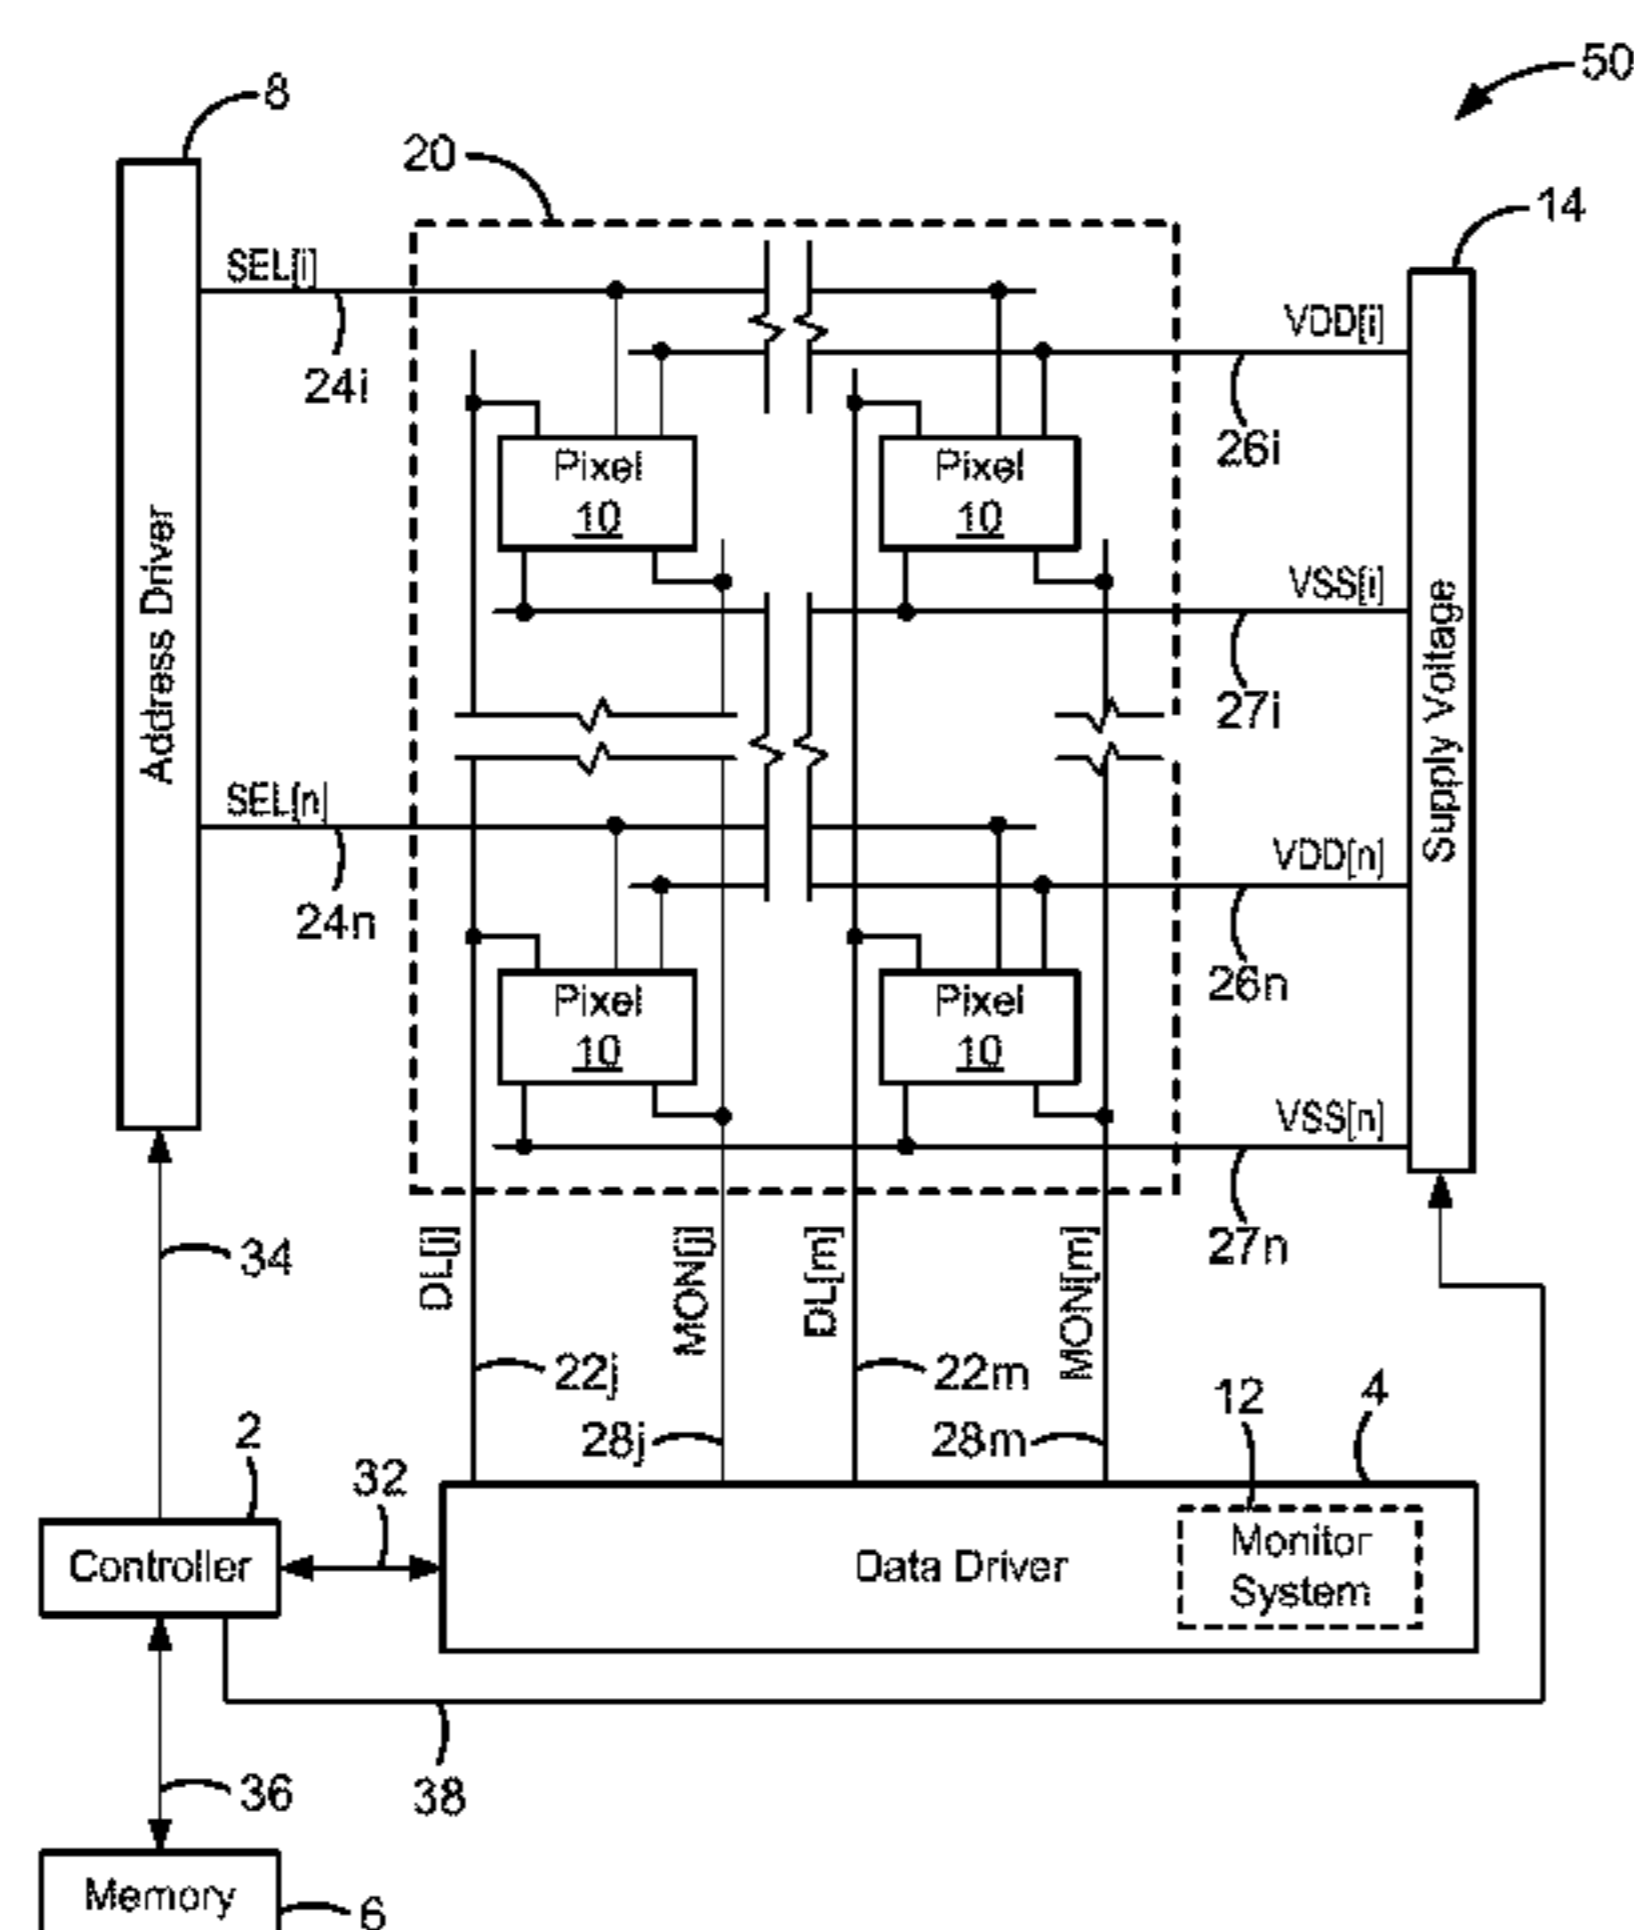 50
8
20
14
SEL[i]
VDD[i]
24i
26i
Pixel
10
Pixel
10
Address Driver
VSS[i]
Supply Voltage
27i
SEL[n]
VDD[n]
24n
26n
Pixel
10
Pixel
10
VSS[n]
27n
34
DL[j]
MON[j]
DL[m]
MON[m]
22j
22m
12
4
2
28j
28m
32
Controller
Data Driver
Monitor
System
36
38
Memory
6